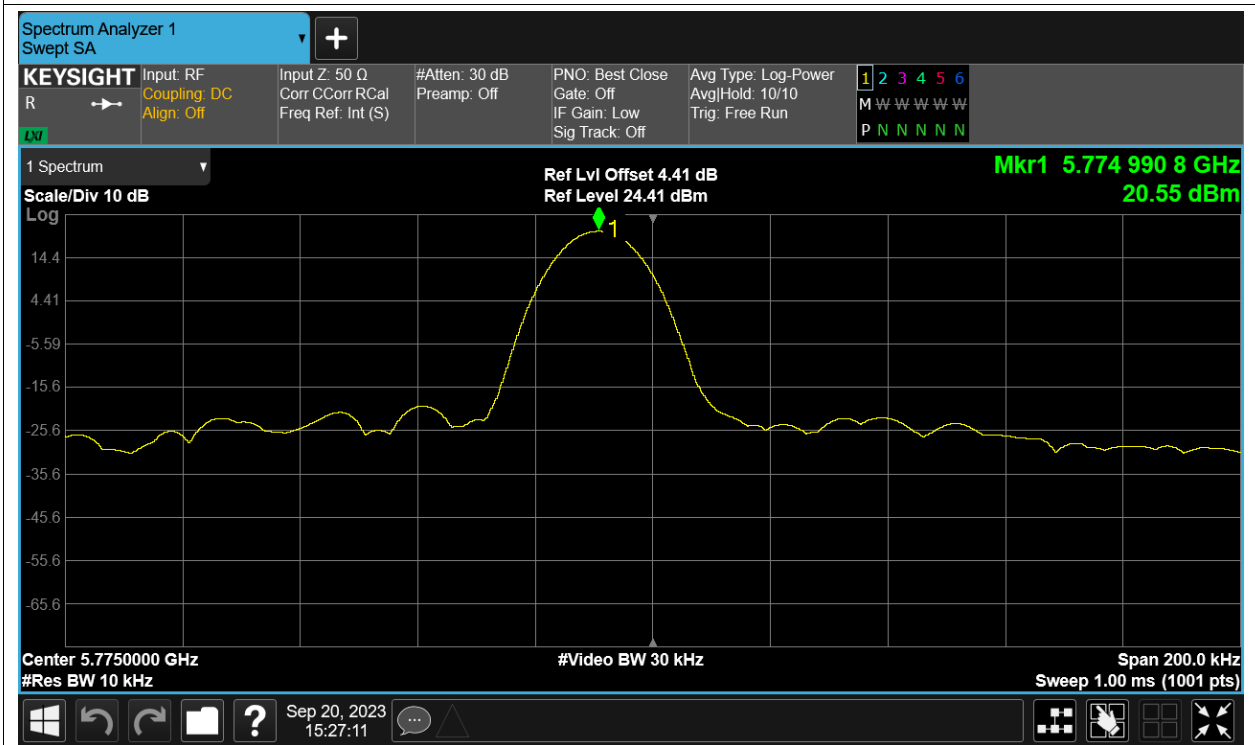 Spectrum Analyzer 1
Swept SA
KEYSIGHT
R
LXI
Input: RF
Coupling: DC
Align: Off
Input Z: 50 Ω
Corr CCorr RCal
Freq Ref: Int (S)
#Atten: 30 dB
Preamp: Off
PNO: Best Close
Gate: Off
IF Gain: Low
Sig Track: Off
Avg Type: Log-Power
Avg|Hold: 10/10
Trig: Free Run
1 2 3 4 5 6
M W W W W W
P N N N N N
1 Spectrum
Scale/Div 10 dB
Ref Lvl Offset 4.41 dB
Ref Level 24.41 dBm
Mkr1 5.774 990 8 GHz
20.55 dBm
Log
1
14.4
4.41
-5.59
-15.6
-25.6
-35.6
-45.6
-55.6
-65.6
Center 5.7750000 GHz
#Video BW 30 kHz
Span 200.0 kHz
#Res BW 10 kHz
Sweep 1.00 ms (1001 pts)
?
Sep 20, 2023
15:27:11